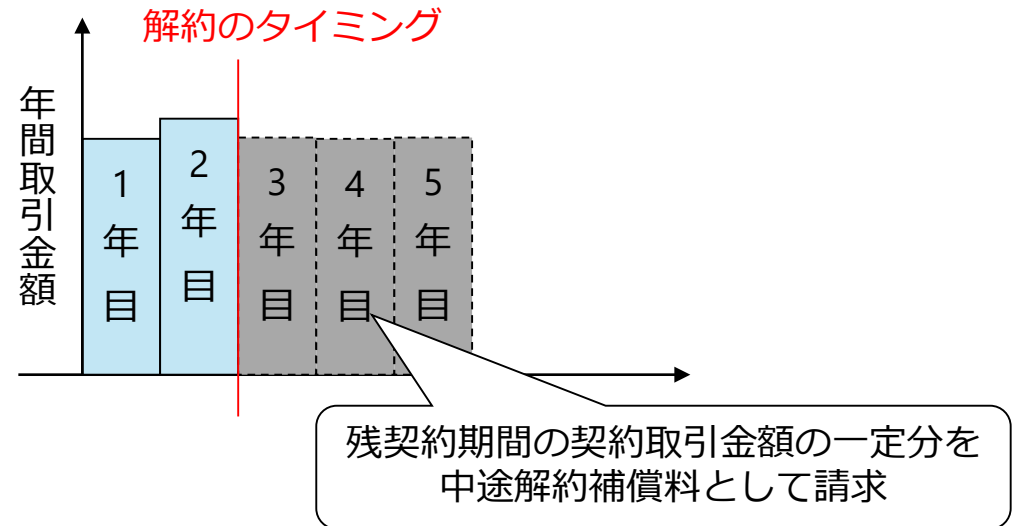 解約のタイミング
年間取引金額
1年目
2年目
3年目
4年目
5年目
残契約期間の契約取引金額の一定分を
中途解約補償料として請求